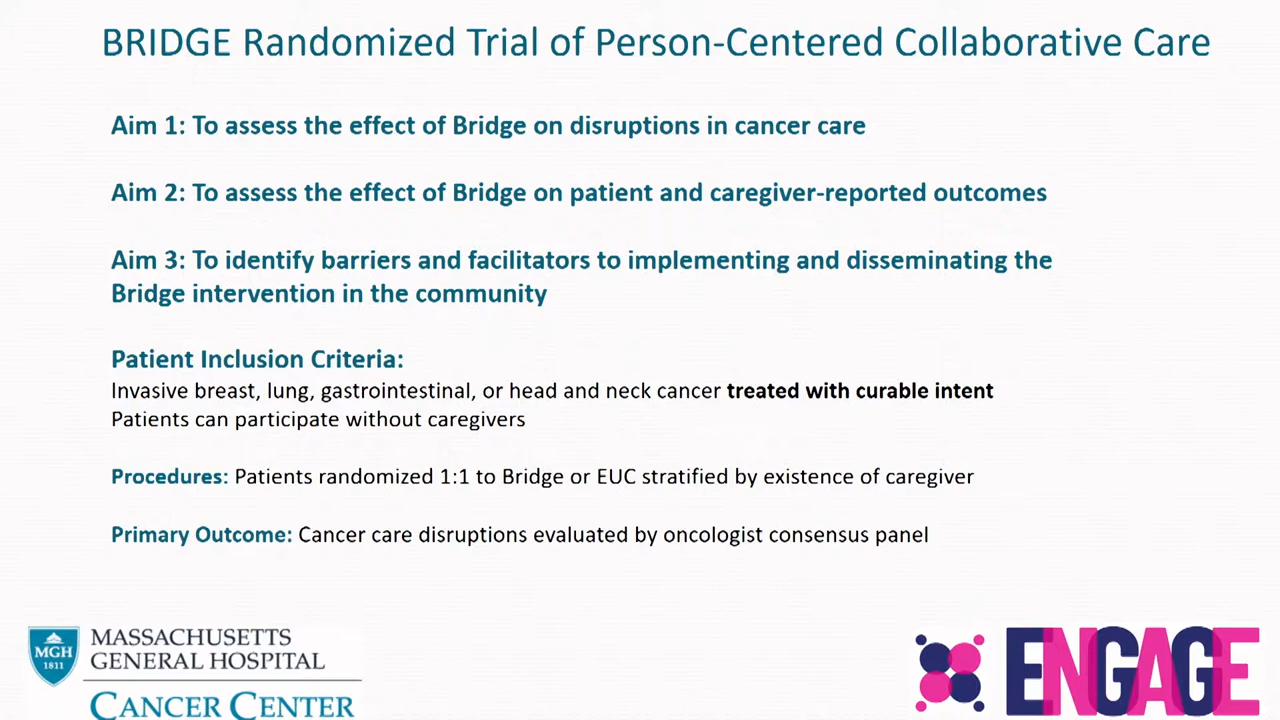 BRIDGE Randomized Trial of Person-Centered Collaborative Care
Aim 1: To assess the effect of Bridge on disruptions in cancer care
Aim 2: To assess the effect of Bridge on patient and caregiver-reported outcomes
Aim 3: To identify barriers and facilitators to implementing and disseminating the
Bridge intervention in the community
Patient Inclusion Criteria:
Invasive breast, lung, gastrointestinal, or head and neck cancer treated with curable intent
Patients can participate without caregivers
Procedures: Patients randomized 1:1 to Bridge or EUC stratified by existence of caregiver
Primary Outcome: Cancer care disruptions evaluated by oncologist consensus panel
MGH
1811
MASSACHUSETTS
GENERAL HOSPITAL
CANCER CENTER
ENGAGE